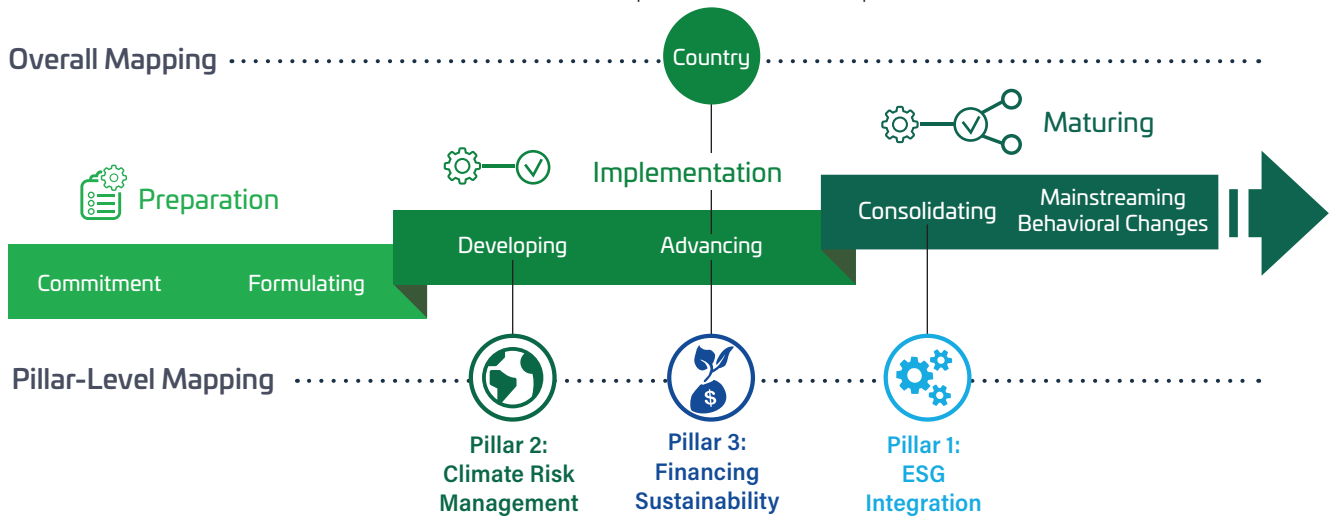 Overall Mapping
Country
Maturing
Implementation
Preparation
Consolidating
Mainstreaming
Behavioral Changes
Developing
Advancing
Commitment
Formulating
$
Pillar-Level Mapping
Pillar 2:
Climate Risk
Management
Pillar 3:
Financing
Sustainability
Pillar 1:
ESG
Integration